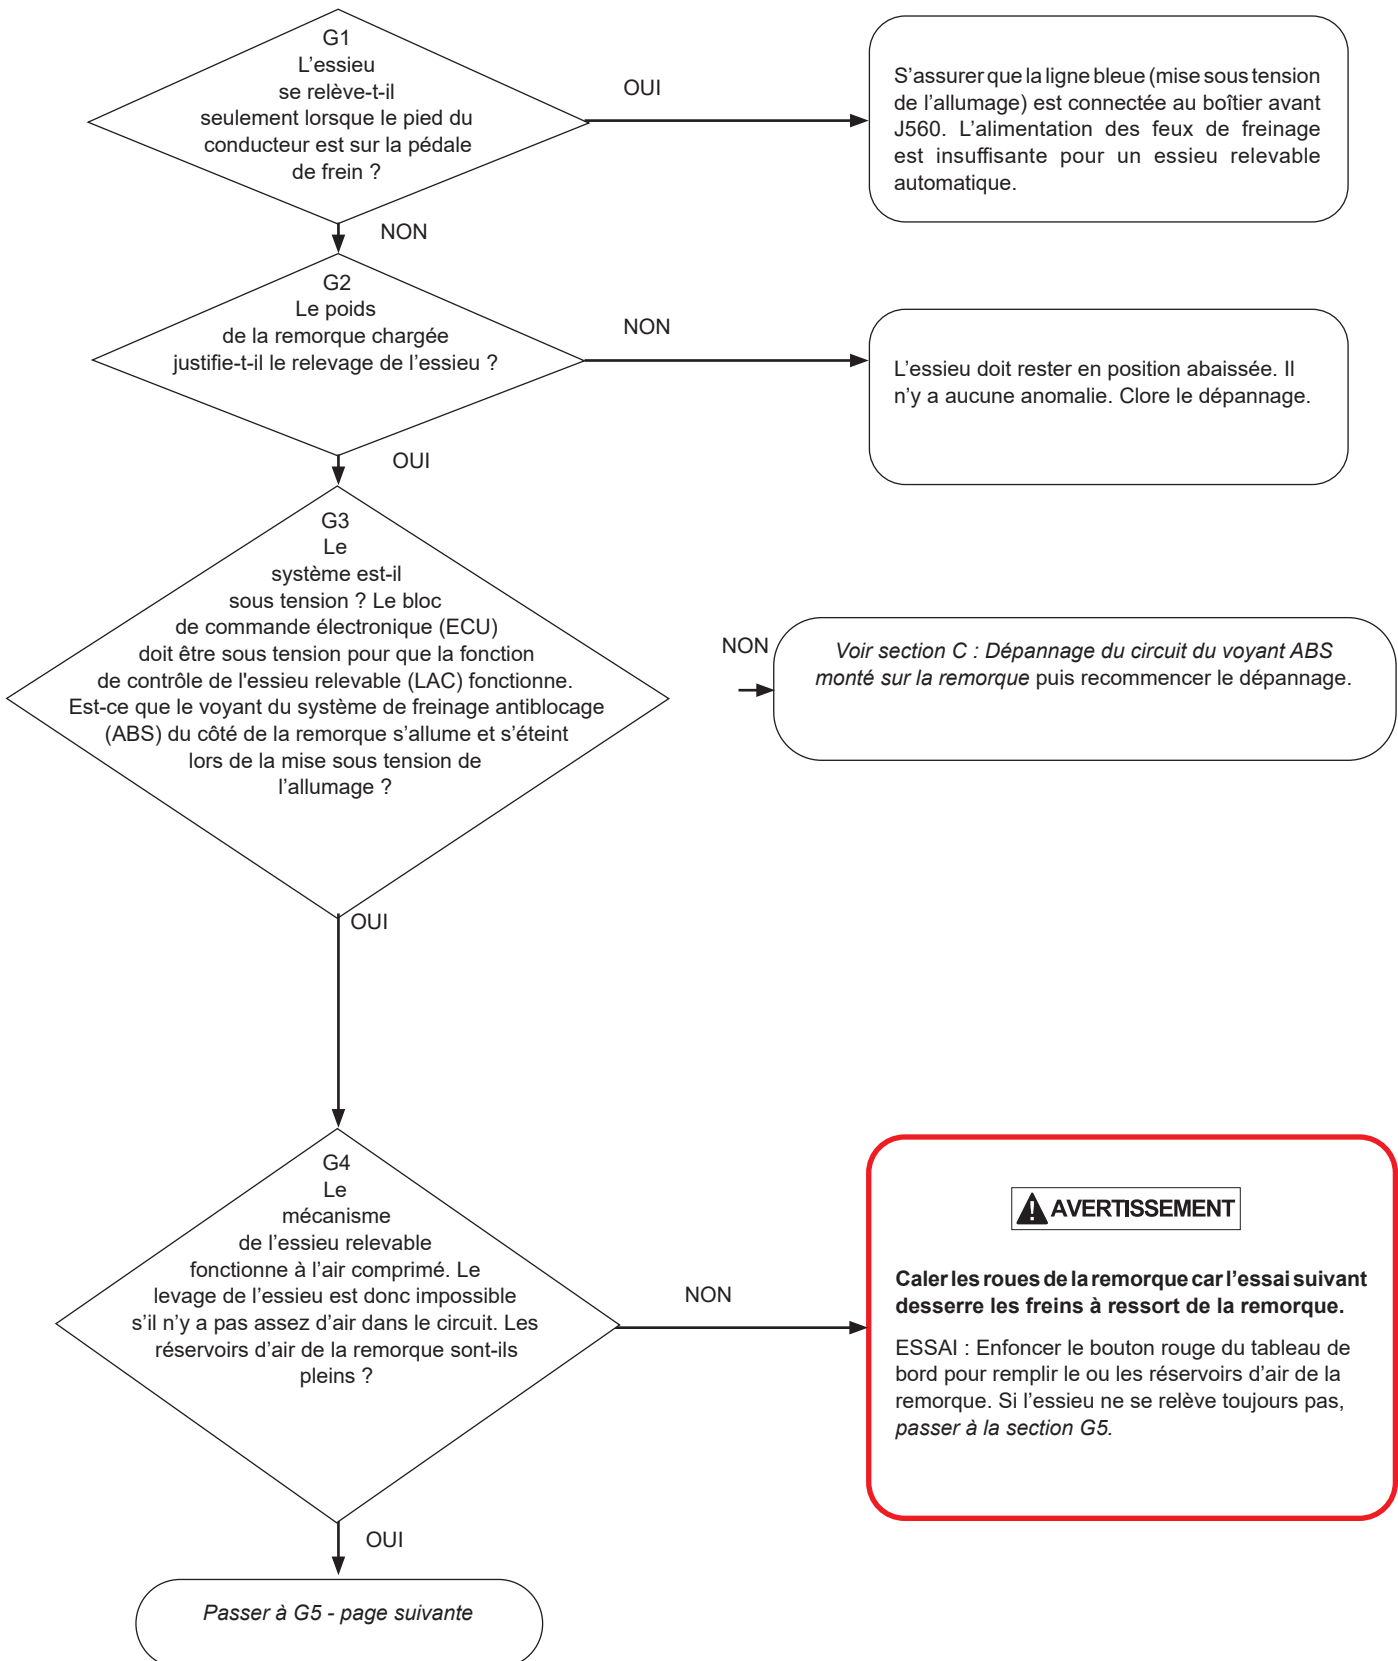 G1
L’essieu
se relève-t-il
seulement lorsque le pied du
conducteur est sur la pédale
de frein ?
OUI
S’assurer que la ligne bleue (mise sous tension
de l’allumage) est connectée au boîtier avant
J560. L’alimentation des feux de freinage
est insuffisante pour un essieu relevable
automatique.
NON
G2
Le poids
de la remorque chargée
justifie-t-il le relevage de l’essieu ?
NON
L’essieu doit rester en position abaissée. Il
n’y a aucune anomalie. Clore le dépannage.
OUI
G3
Le
système est-il
sous tension ? Le bloc
de commande électronique (ECU)
doit être sous tension pour que la fonction
de contrôle de l'essieu relevable (LAC) fonctionne.
Est-ce que le voyant du système de freinage antiblocage
(ABS) du côté de la remorque s’allume et s’éteint
lors de la mise sous tension de
l’allumage ?
NON
Voir section C : Dépannage du circuit du voyant ABS
monté sur la remorque puis recommencer le dépannage.
OUI
G4
Le
mécanisme
de l’essieu relevable
fonctionne à l’air comprimé. Le
levage de l’essieu est donc impossible
s’il n’y a pas assez d’air dans le circuit. Les
réservoirs d’air de la remorque sont-ils
pleins ?
NON
AVERTISSEMENT
Caler les roues de la remorque car l’essai suivant
desserre les freins à ressort de la remorque.
ESSAI : Enfoncer le bouton rouge du tableau de
bord pour remplir le ou les réservoirs d’air de la
remorque. Si l’essieu ne se relève toujours pas,
passer à la section G5.
OUI
Passer à G5 - page suivante